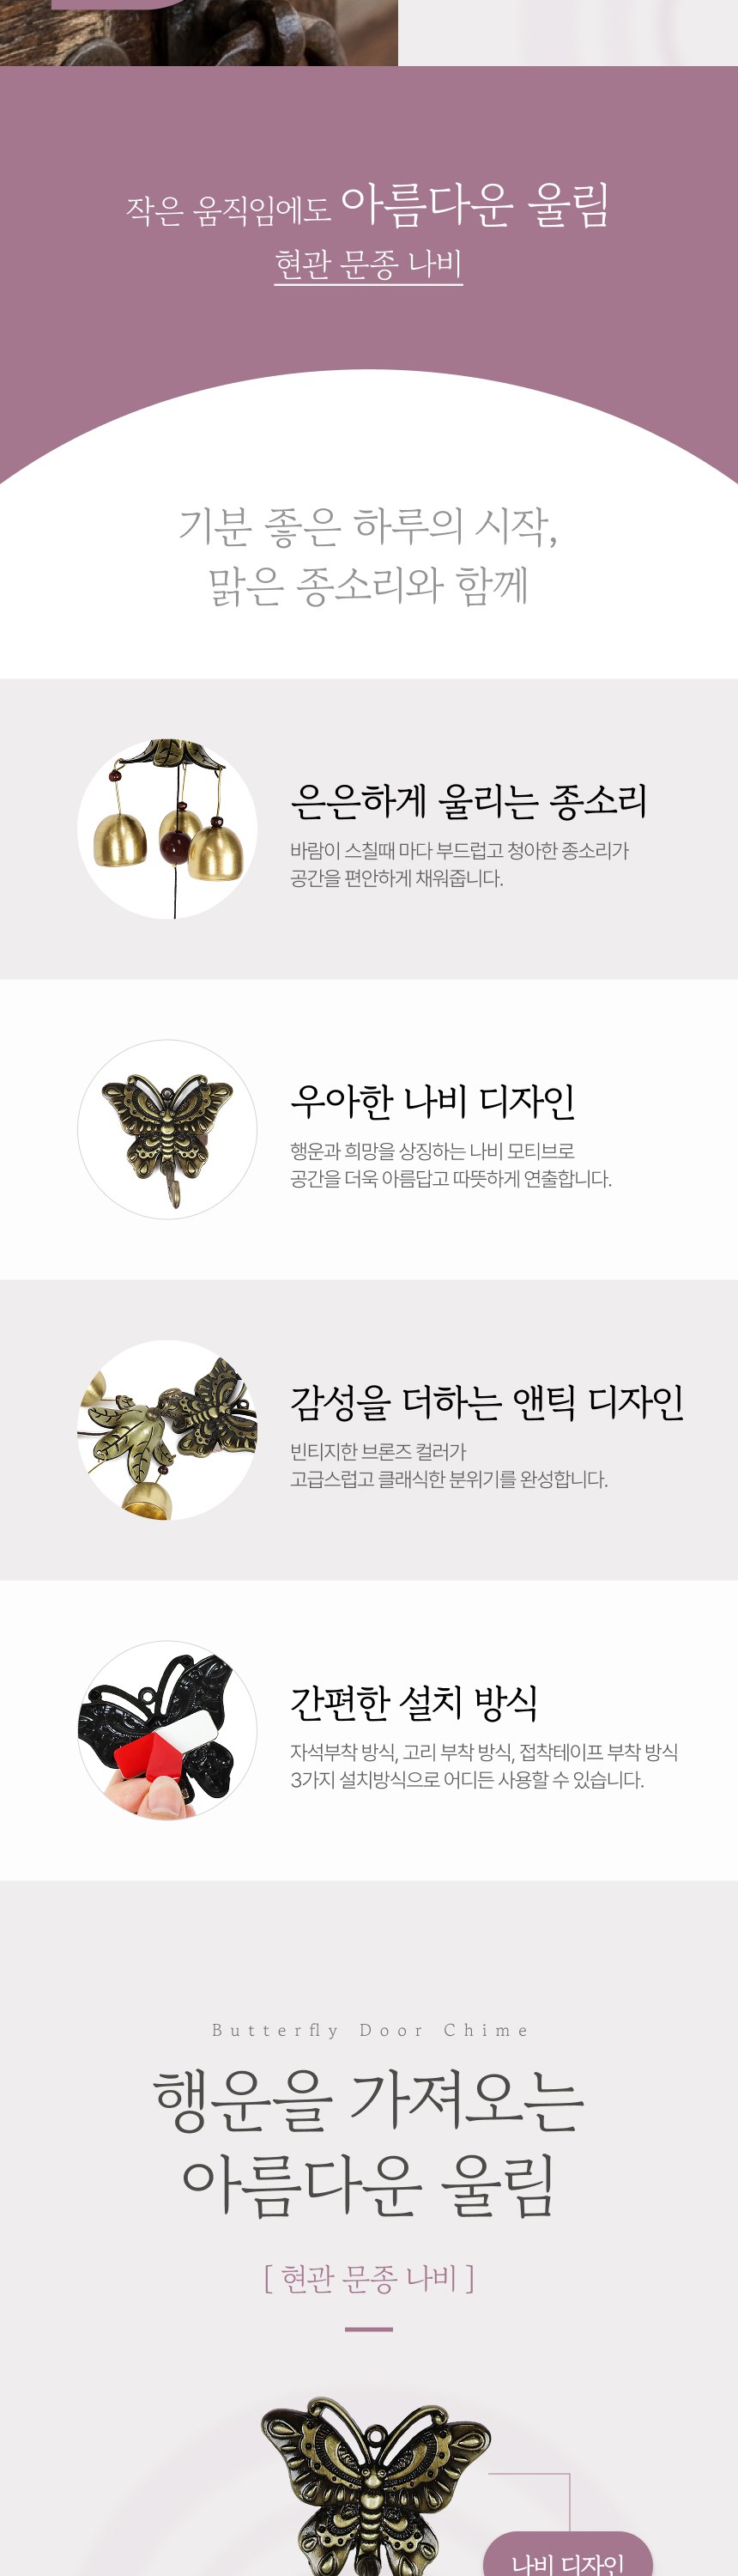 작은 움직임에도 아름다운 울림
현관 문종 나비
기분 좋은 하루의 시작,
맑은 종소리와 함께
은은하게 울리는 종소리
바람이 스칠때 마다 부드럽고 청아한 종소리가
공간을 편안하게 채워줍니다.
우아한 나비 디자인
행운과 희망을 상징하는 나비 모티브로
공간을 더욱 아름답고 따뜻하게 연출합니다.
감성을 더하는 앤틱 디자인
빈티지한 브론즈 컬러가
고급스럽고 클래식한 분위기를 완성합니다.
간편한 설치 방식
자석부착 방식, 고리 부착 방식, 접착테이프 부착 방식
3가지 설치방식으로 어디든 사용할 수 있습니다.
Butterfly Door Chime
행운을 가져오는
아름다운 울림
[ 현관 문종 나비 ]
나비 디자인